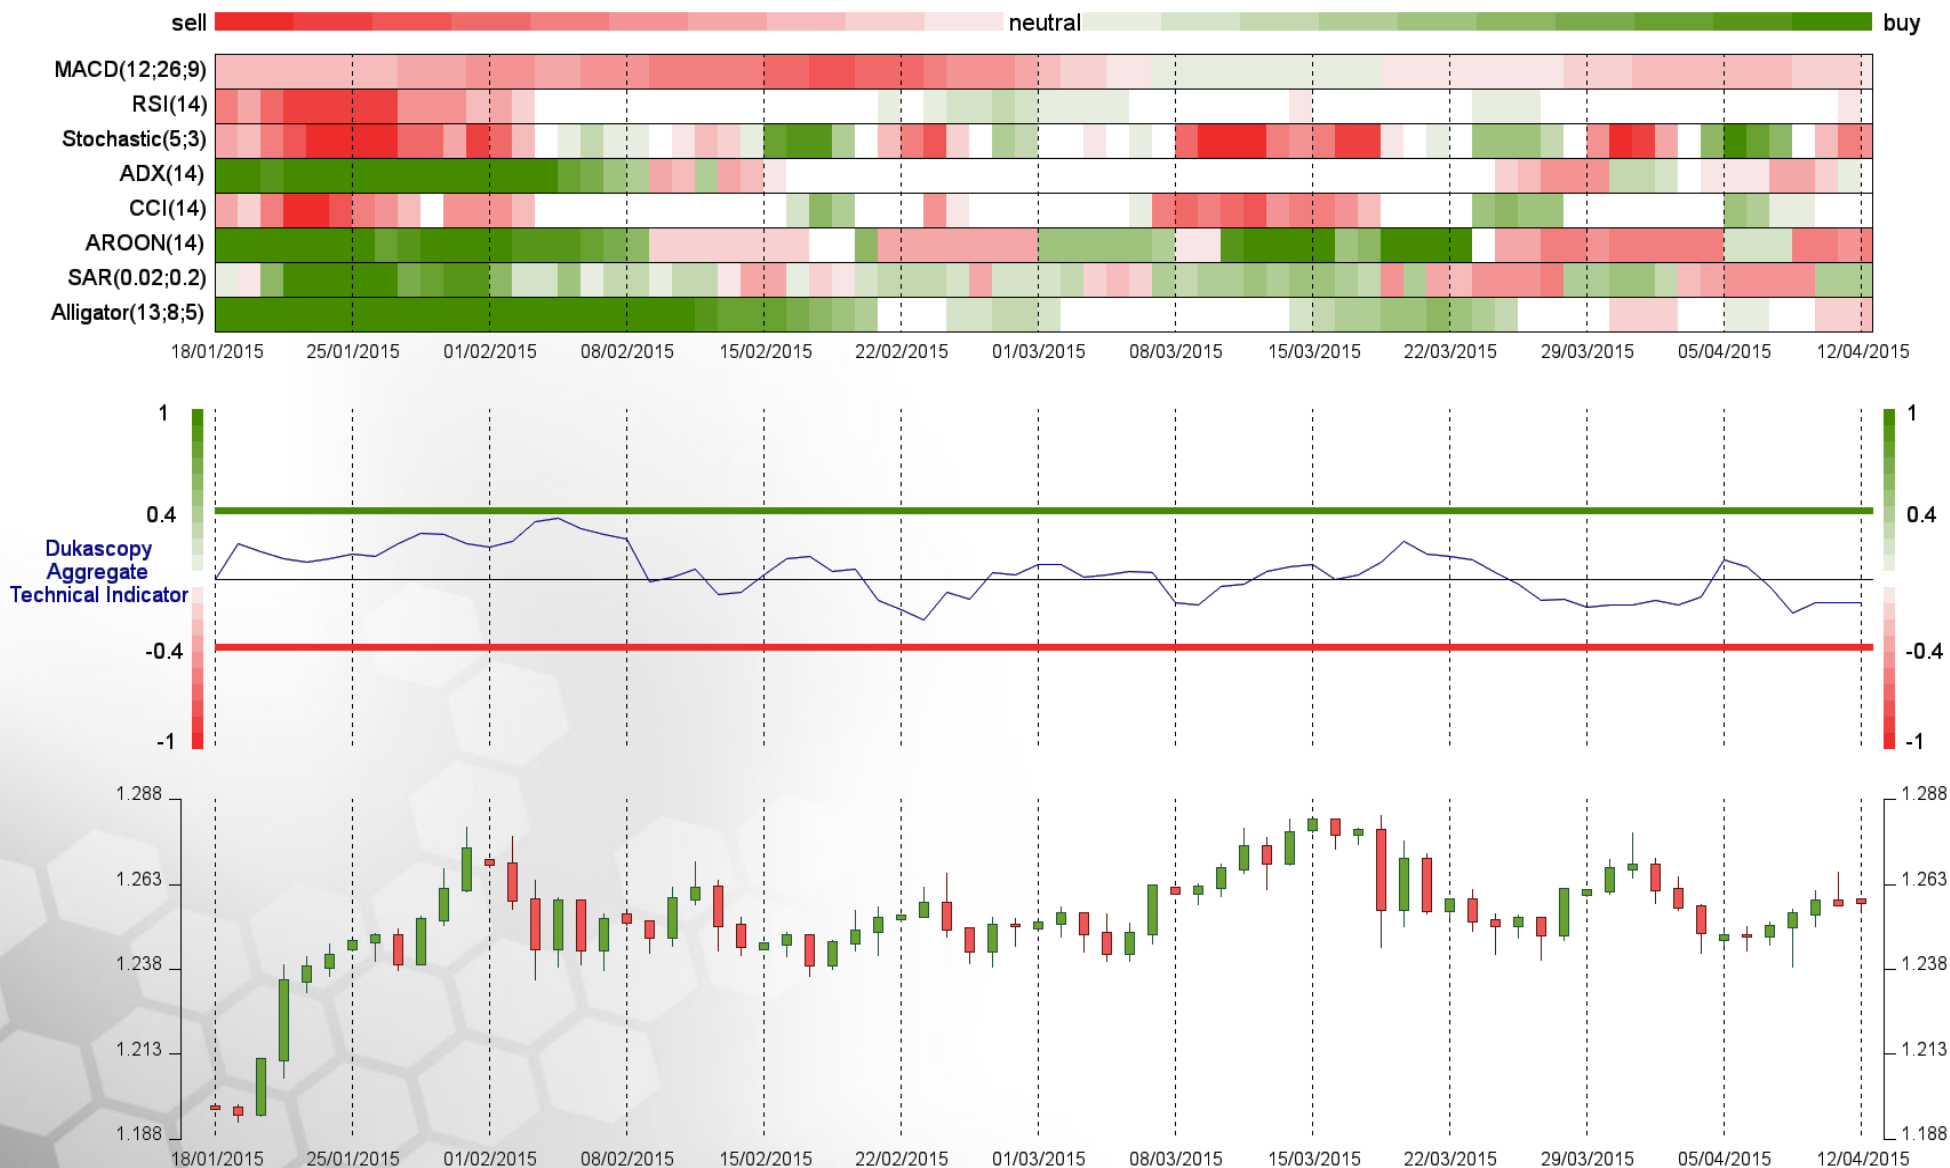 sell neutral buy
MACD(12;26;9)
RSI(14)
Stochastic(5;3)
ADX(14)
CCI(14)
AROON(14)
SAR(0.02;0.2)
Alligator(13;8;5)
18/01/2015 25/01/2015 01/02/2015 08/02/2015 15/02/2015 22/02/2015 01/03/2015 08/03/2015 15/03/2015 22/03/2015 29/03/2015 05/04/2015 12/04/2015
1 1
0.4 0.4
Dukascopy
Aggregate
Technical Indicator
-0.4 -0.4
-1 -1
1.288 1.288
1.263 1.263
1.238 1.238
1.213 1.213
1.188 1.188
18/01/2015 25/01/2015 01/02/2015 08/02/2015 15/02/2015 22/02/2015 01/03/2015 08/03/2015 15/03/2015 22/03/2015 29/03/2015 05/04/2015 12/04/2015